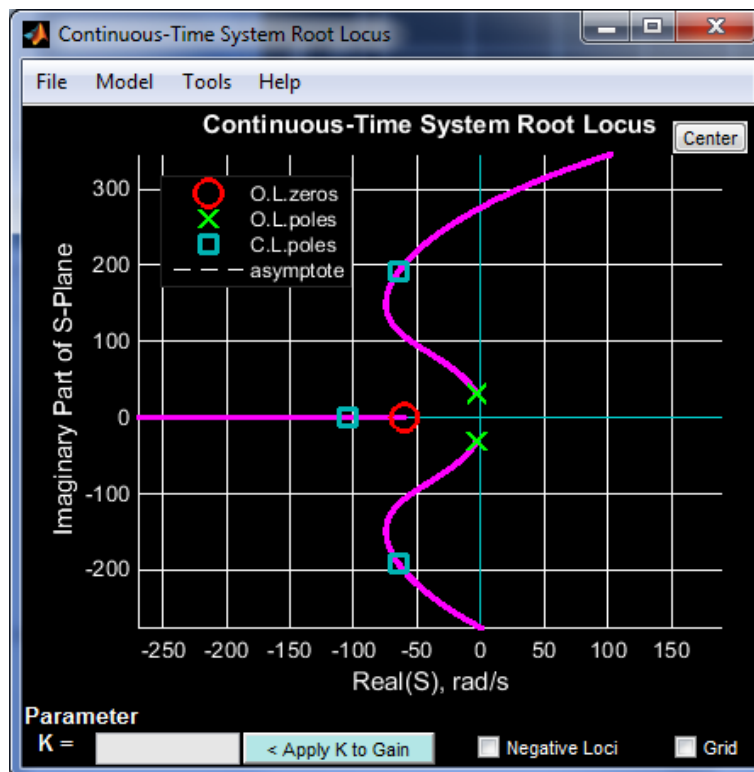 Continuous-Time System Root Locus
File Model Tools Help
Continuous-Time System Root Locus
Center
O.L.zeros
O.L.poles
C.L.poles
asymptote
300
200
100
0
-100
-200
Imaginary Part of S-Plane
-250 -200 -150 -100 -50 0 50 100 150
Real(S), rad/s
Parameter
K = < Apply K to Gain Negative Loci Grid